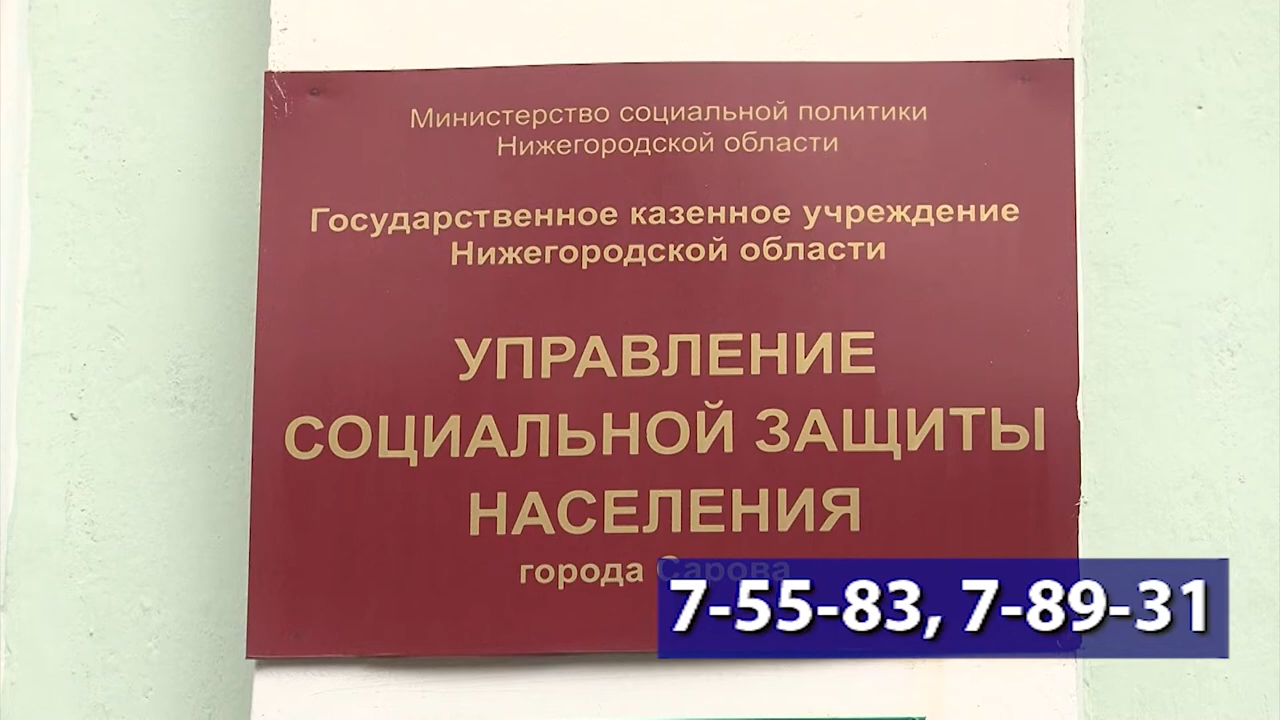 Министерство социальной политики
Нижегородской области
Государственное казенное учреждение
Нижегородской области
УПРАВЛЕНИЕ
СОЦИАЛЬНОЙ ЗАЩИТЫ
НАСЕЛЕНИЯ
города Сарова
7-55-83, 7-89-31